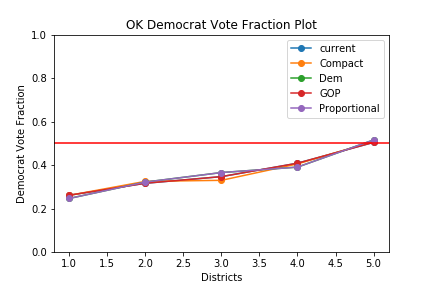 OK Democrat Vote Fraction Plot
1.0
0.8
0.6
0.4
0.2
0.0
Democrat Vote Fraction
current
Compact
Dem
GOP
Proportional
1.0 1.5 2.0 2.5 3.0 3.5 4.0 4.5 5.0
Districts